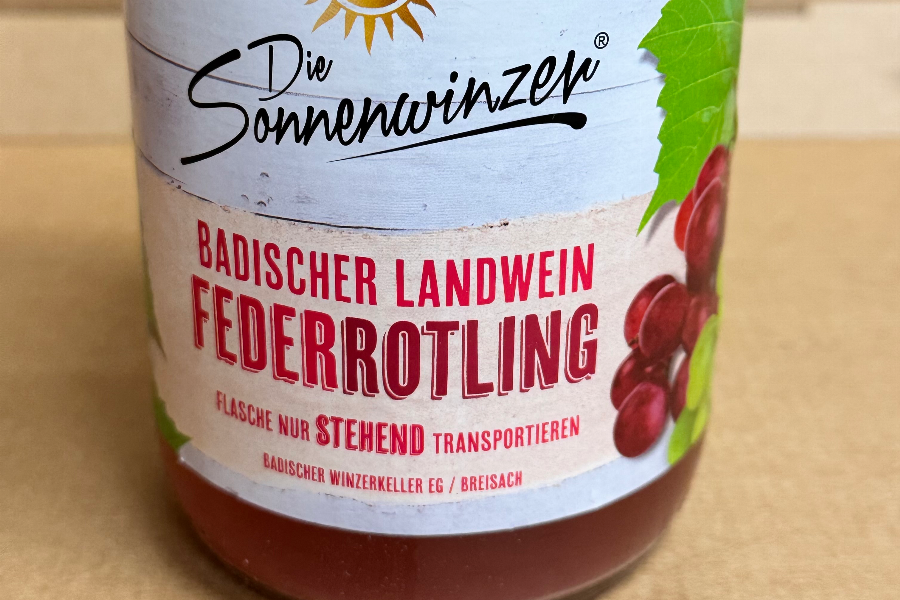 Die
Sonnenwinzer®
BADISCHER LANDWEIN
FEDERROTLING
FLASCHE NUR STEHEND TRANSPORTIEREN
BADISCHER WINZERKELLER EG / BREISACH